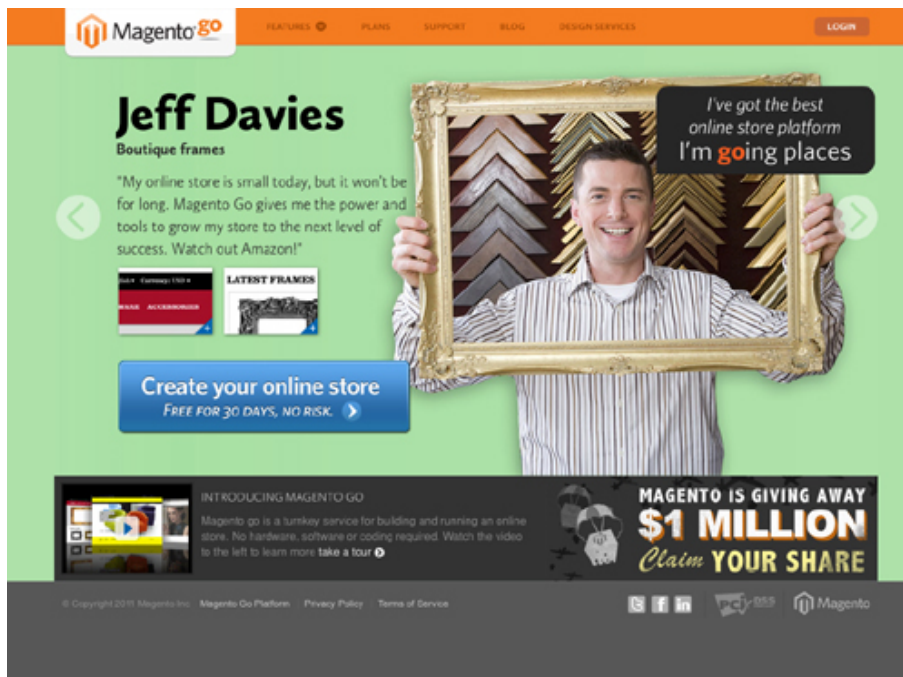 Magento go
FEATURES PLANS SUPPORT BLOG DESIGN SERVICES LOGIN
Jeff Davies
Boutique frames
"My online store is small today, but it won't be
for long. Magento Go gives me the power and
tools to grow my store to the next level of
success. Watch out Amazon!"
I've got the best
online store platform
I'm going places
Currency: USD
ACCESSORIES
LATEST FRAMES
Create your online store
FREE FOR 30 DAYS, NO RISK.
INTRODUCING MAGENTO GO
Magento go is a turnkey service for building and running an online
store. No hardware, software or coding required. Watch the video
to the left to learn more take a tour
MAGENTO IS GIVING AWAY
$1 MILLION
Claim YOUR SHARE
© Copyright 2011 Magento Inc Magento Go Platform Privacy Policy Terms of Service
PCI DSS Magento